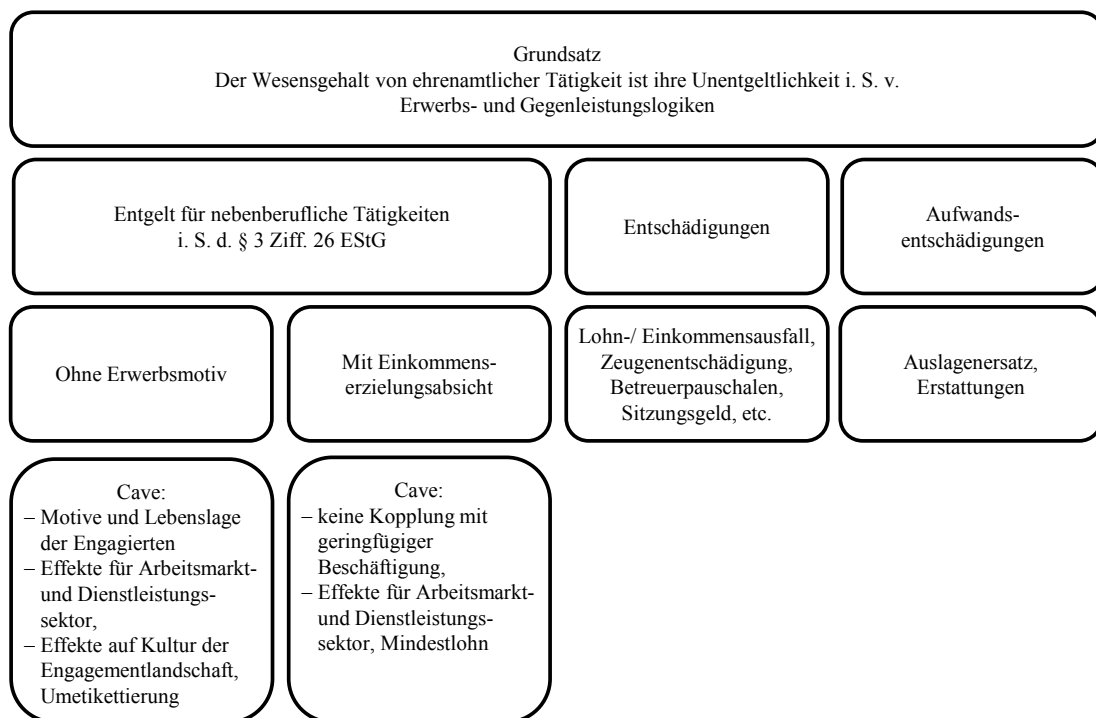 Grundsatz
Der Wesensgehalt von ehrenamtlicher Tätigkeit ist ihre Unentgeltlichkeit i. S. v.
Erwerbs- und Gegenleistungslogiken
Entgelt für nebenberufliche Tätigkeiten
i. S. d. § 3 Ziff. 26 EStG
Entschädigungen
Aufwands-
entschädigungen
Ohne Erwerbsmotiv
Mit Einkommens-
erzielungsabsicht
Lohn-/ Einkommensausfall,
Zeugenentschädigung,
Betreuerpauschalen,
Sitzungsgeld, etc.
Auslagenersatz,
Erstattungen
Cave:
– Motive und Lebenslage
der Engagierten
– Effekte für Arbeitsmarkt-
und Dienstleistungs-
sektor,
– Effekte auf Kultur der
Engagementlandschaft,
Umetikettierung
Cave:
– keine Kopplung mit
geringfügiger
Beschäftigung,
– Effekte für Arbeitsmarkt-
und Dienstleistungs-
sektor, Mindestlohn